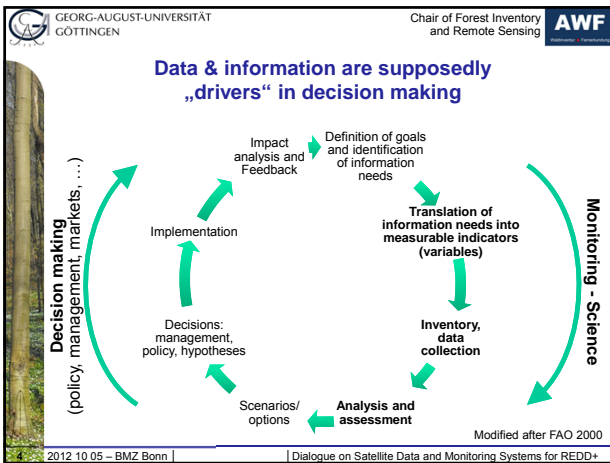 GEORG-AUGUST-UNIVERSITÄT
GÖTTINGEN
Chair of Forest Inventory
and Remote Sensing
AWF
Waldinventur Fernerkundung
Data & information are supposedly
„drivers“ in decision making
Impact
analysis and
Feedback
Definition of goals
and identification
of information
needs
Translation of
information needs into
measurable indicators
(variables)
Inventory,
data
collection
Analysis and
assessment
Scenarios/
options
Decisions:
management,
policy, hypotheses
Implementation
Decision making
(policy, management, markets, …)
Monitoring - Science
Modified after FAO 2000
4
2012 10 05 – BMZ Bonn |
| Dialogue on Satellite Data and Monitoring Systems for REDD+